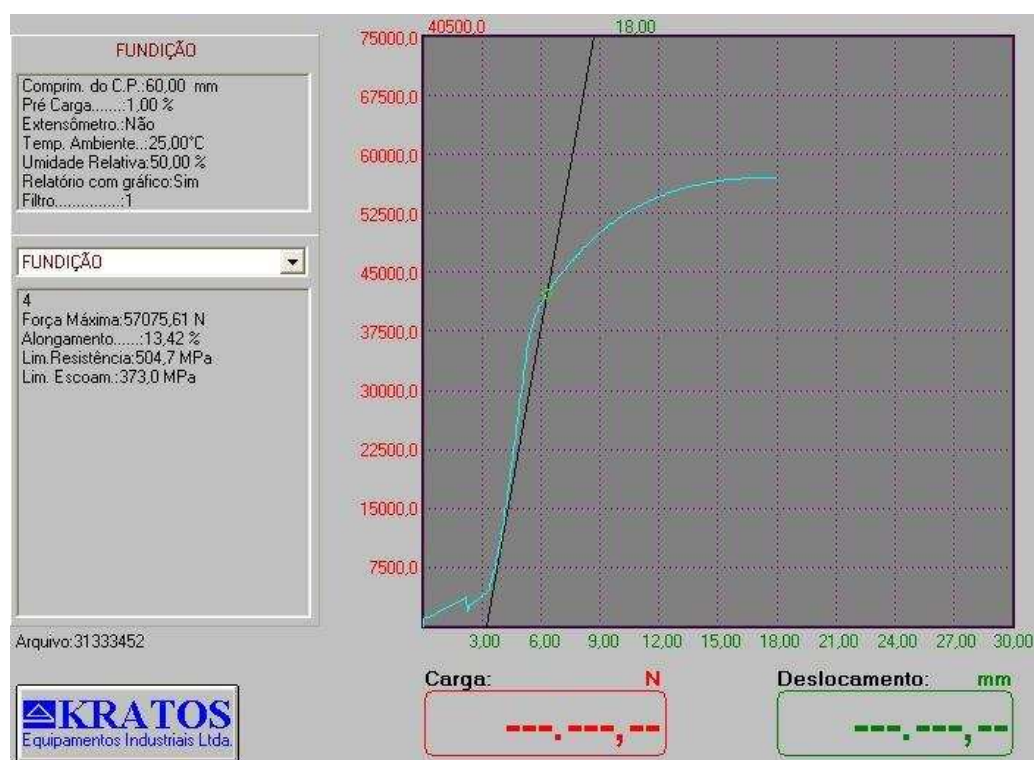 FUNDIÇÃO
Comprim. do C.P.:60,00 mm
Pré Carga......:1,00 %
Extensômetro.:Não
Temp. Ambiente..:25,00°C
Umidade Relativa:50,00 %
Relatório com gráfico:Sim
Filtro..............:1
FUNDIÇÃO
4
Força Máxima:57075,61 N
Alongamento.....:13,42 %
Lim.Resistência:504,7 MPa
Lim. Escoam.:373,0 MPa
Arquivo:31333452
KRATOS
Equipamentos Industriais Ltda.
40500,0 18,00
75000,0
67500,0
60000,0
52500,0
45000,0
37500,0
30000,0
22500,0
15000,0
7500,0
3,00 6,00 9,00 12,00 15,00 18,00 21,00 24,00 27,00 30,00
Carga: N
---.---,--
Deslocamento: mm
---.---,--